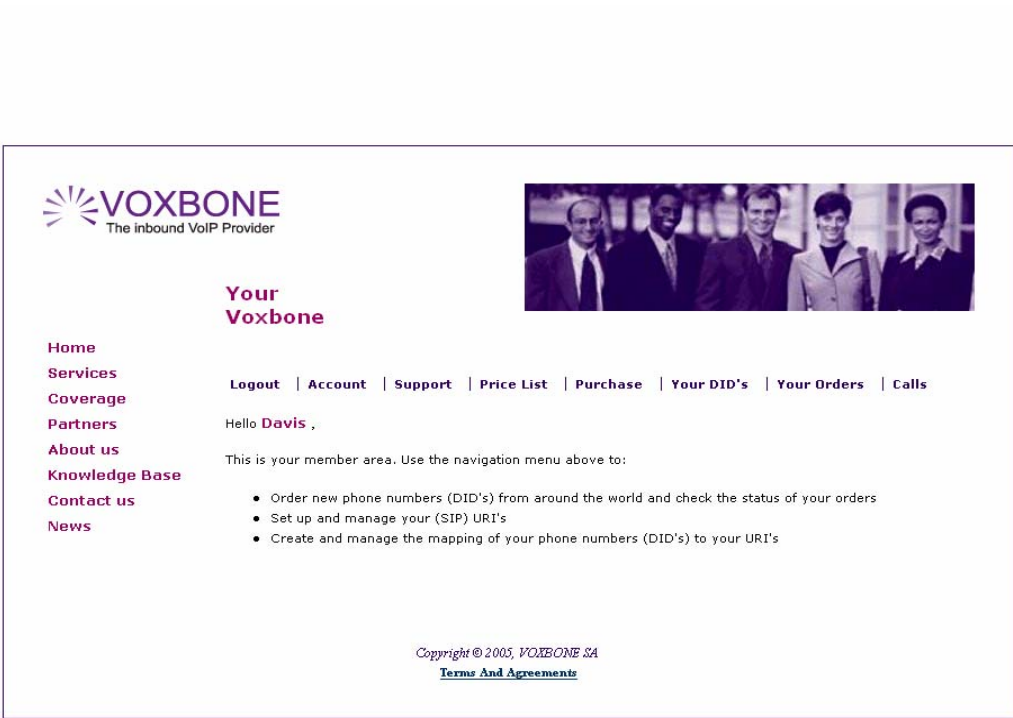 VOXBONE
The inbound VoIP Provider
Your
Voxbone
Home
Services
Coverage
Partners
About us
Knowledge Base
Contact us
News
Logout | Account | Support | Price List | Purchase | Your DID's | Your Orders | Calls
Hello Davis ,
This is your member area. Use the navigation menu above to:
● Order new phone numbers (DID's) from around the world and check the status of your orders
● Set up and manage your (SIP) URI's
● Create and manage the mapping of your phone numbers (DID's) to your URI's
Copyright © 2005, VOXBONE SA
Terms And Agreements